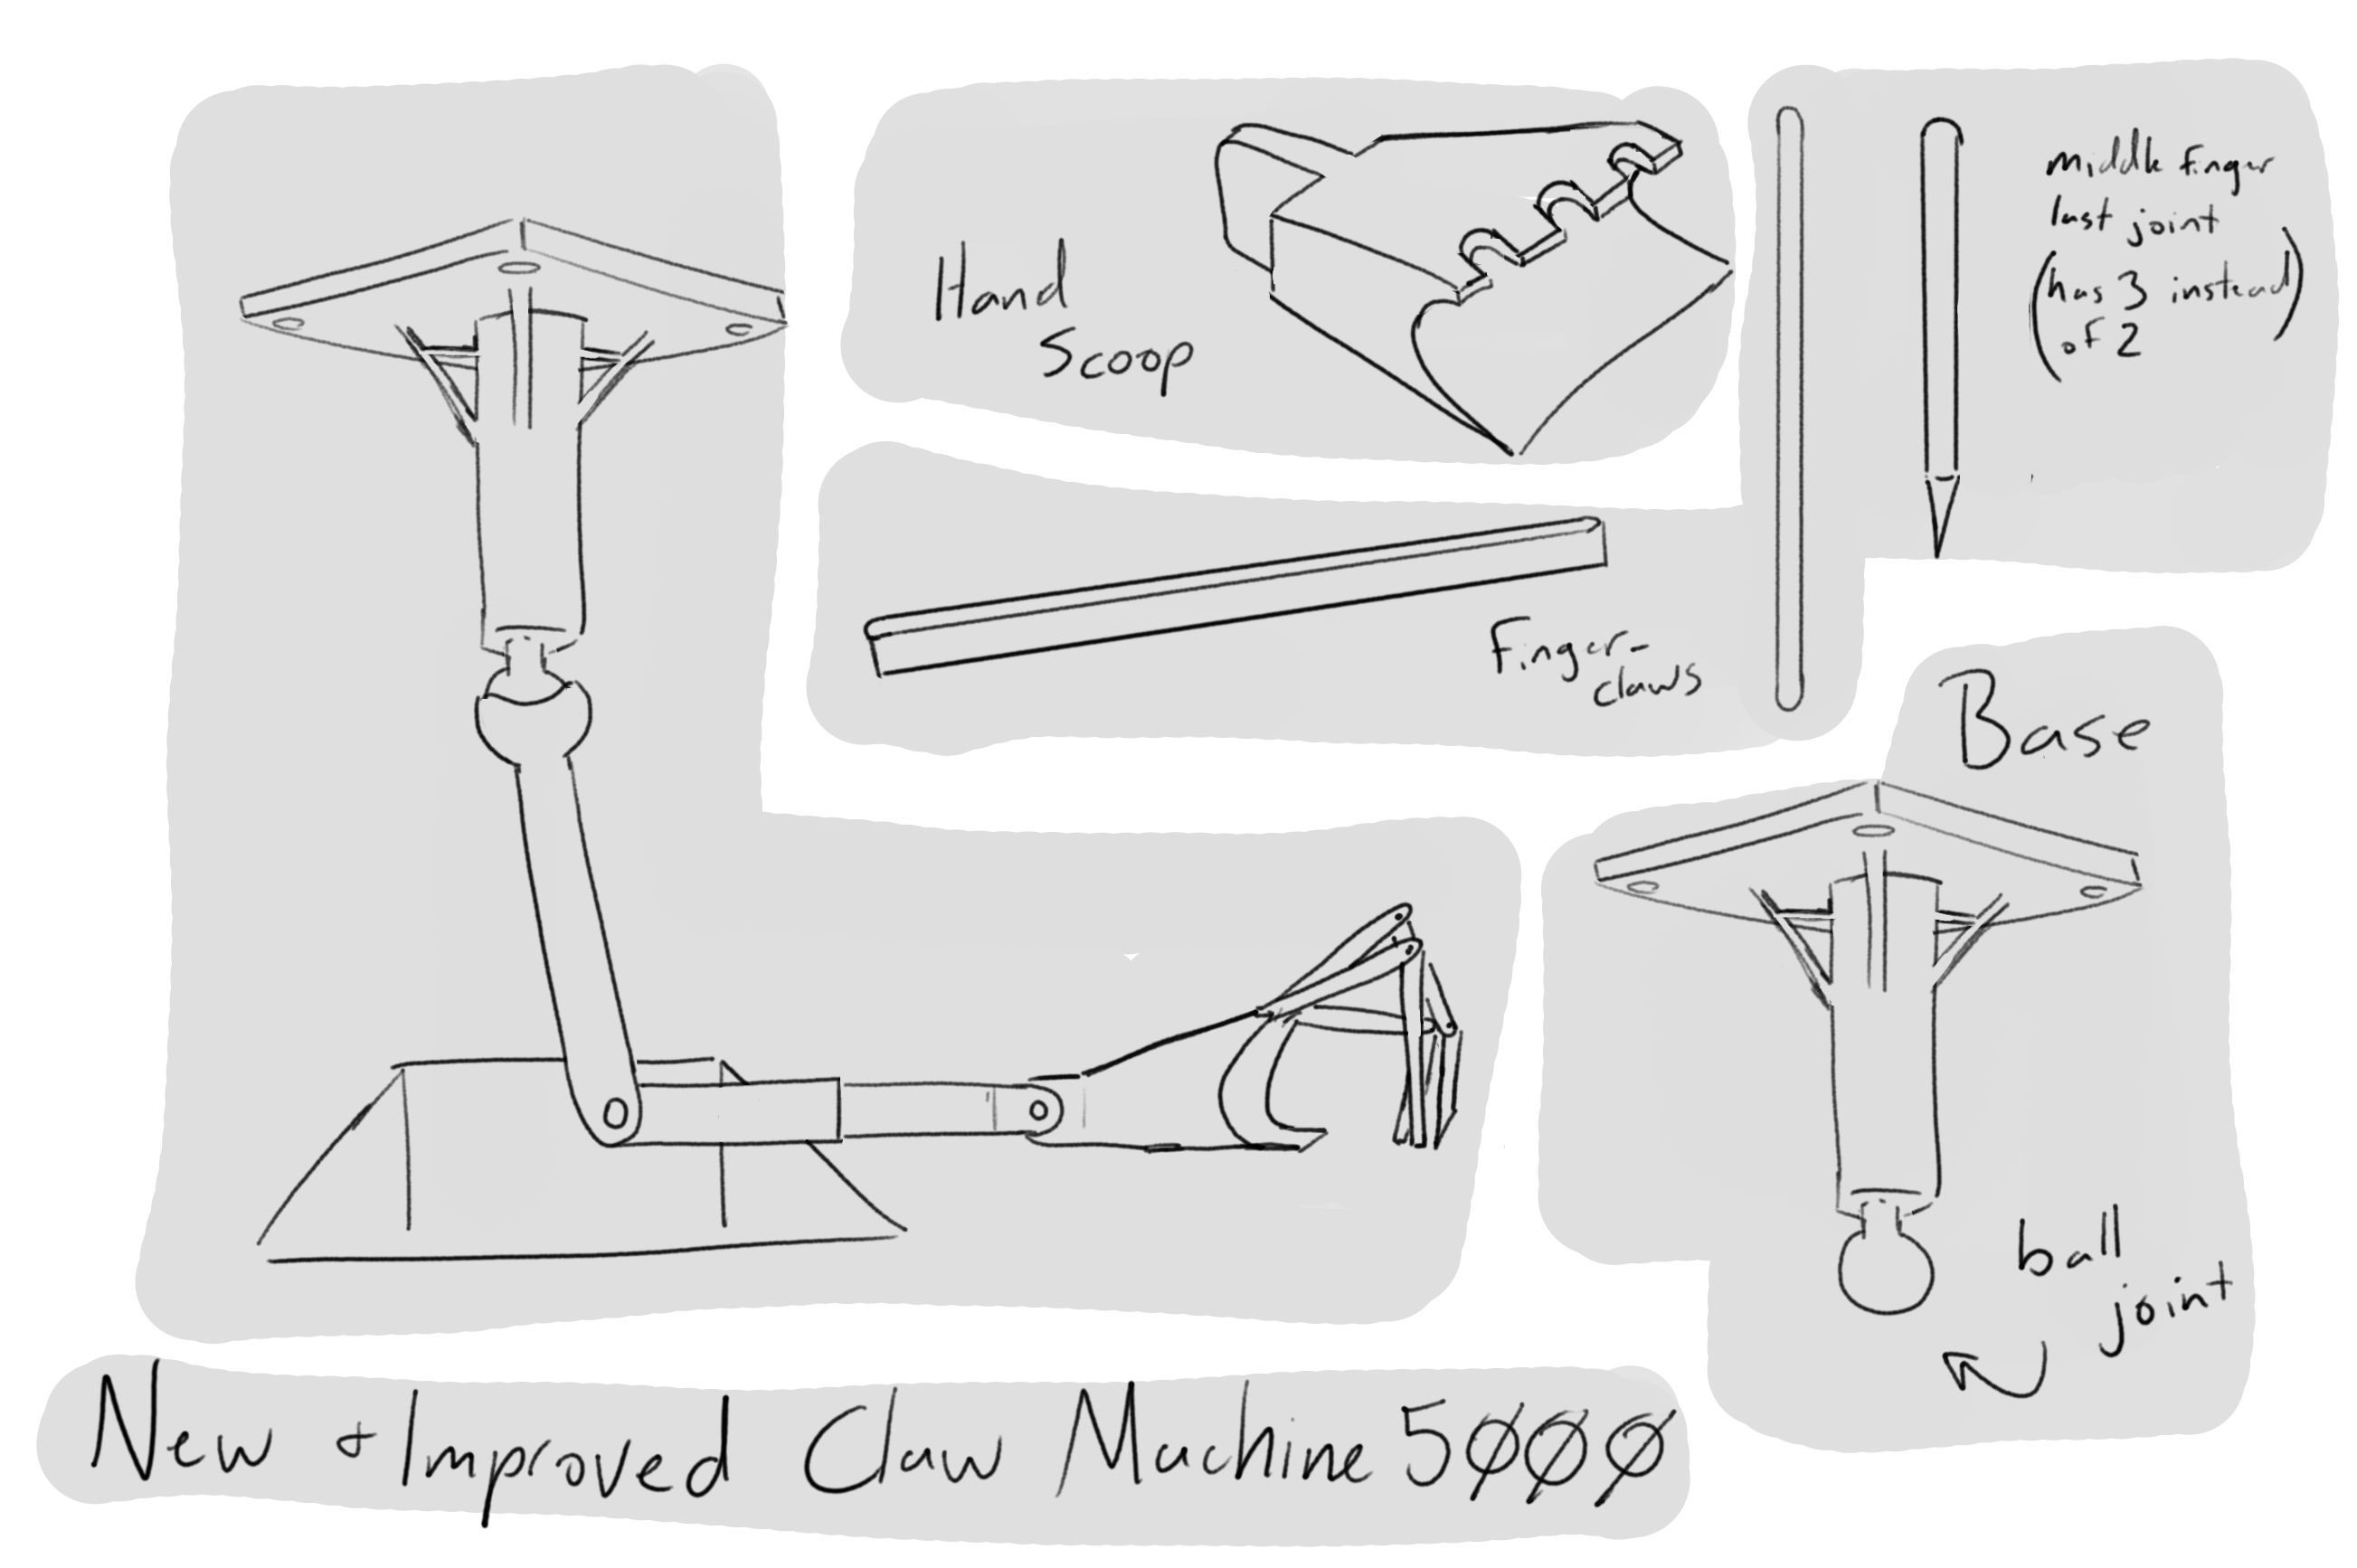 Hand
Scoop
middle finger
last joint
(has 3 instead)
of 2
Finger-
claws
Base
ball
joint
New + Improved Claw Machine 5000